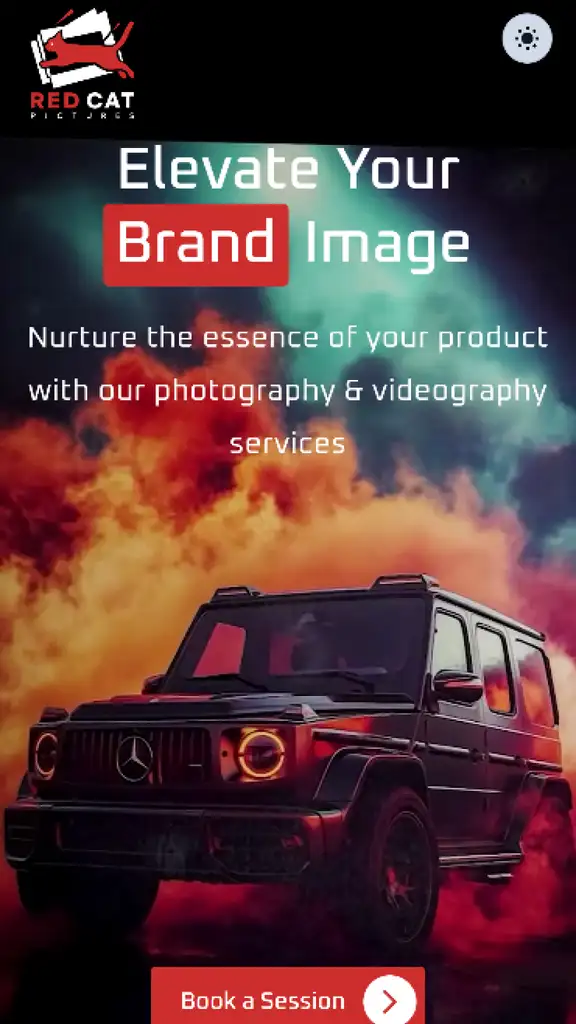 RED CAT
PICTURES
Elevate Your
Brand Image
Nurture the essence of your product
with our photography & videography
services
Book a Session